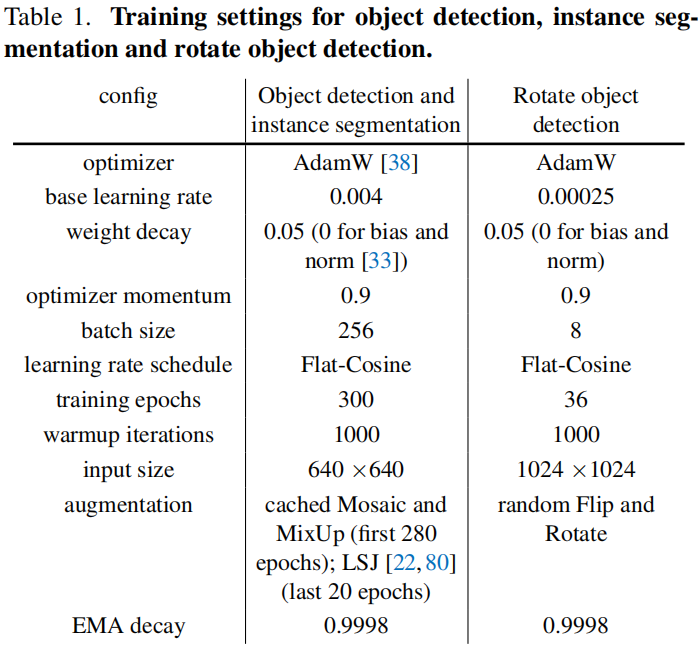 Table 1. Training settings for object detection, instance seg-
mentation and rotate object detection.
config Object detection and instance segmentation Rotate object detection
optimizer AdamW [38] AdamW
base learning rate 0.004 0.00025
weight decay 0.05 (0 for bias and norm [33]) 0.05 (0 for bias and norm)
optimizer momentum 0.9 0.9
batch size 256 8
learning rate schedule Flat-Cosine Flat-Cosine
training epochs 300 36
warmup iterations 1000 1000
input size 640 ×640 1024 ×1024
augmentation cached Mosaic and MixUp (first 280 epochs); LSJ [22,80] (last 20 epochs) random Flip and Rotate
EMA decay 0.9998 0.9998